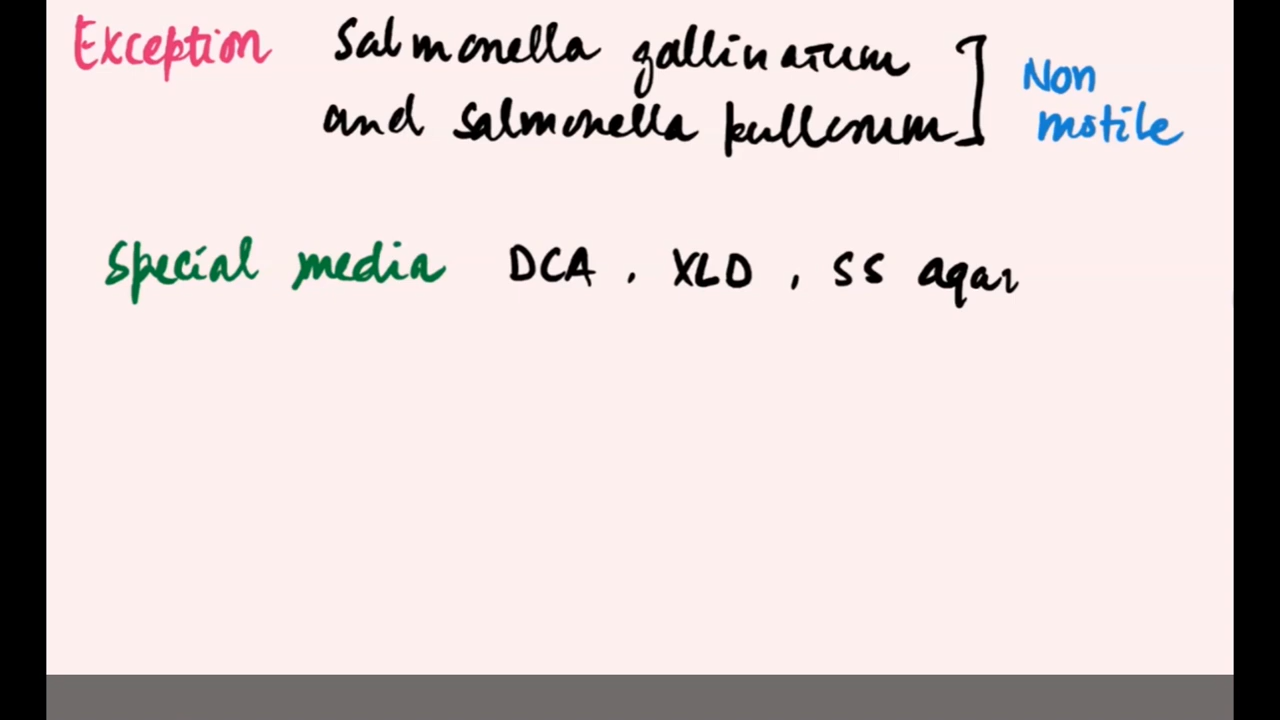 Exception Salmonella gallinarum
and salmonella pullorum] Non motile
Special media DCA, XLD, SS agar